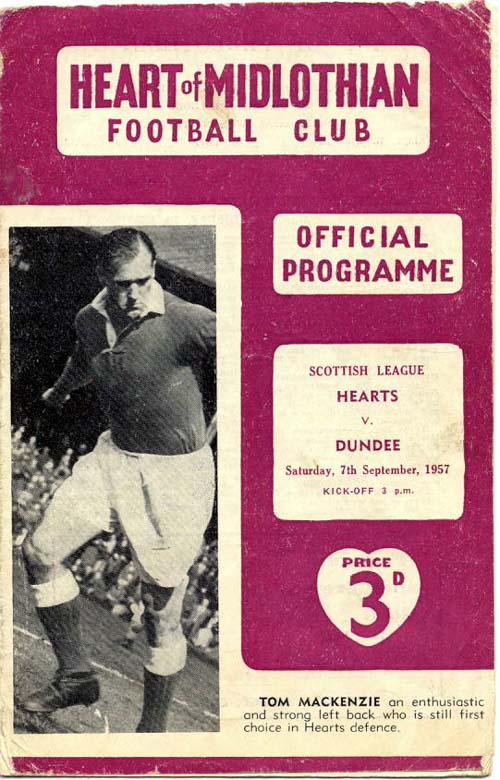 HEART of MIDLOTHIAN
FOOTBALL CLUB
OFFICIAL
PROGRAMME
SCOTTISH LEAGUE
HEARTS
V.
DUNDEE
Saturday, 7th September, 1957
KICK-OFF 3 p.m.
PRICE
3D
TOM MACKENZIE an enthusiastic
and strong left back who is still first
choice in Hearts defence.